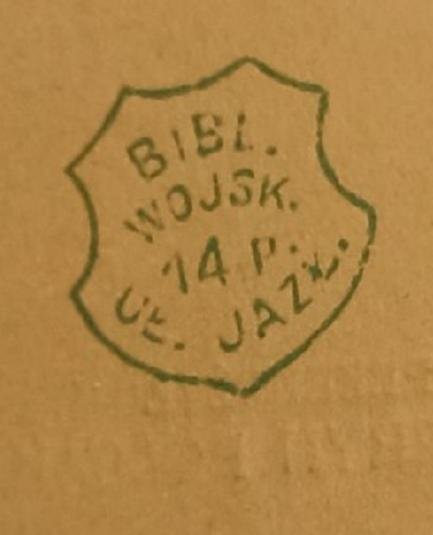 BIBL.
WOJSK.
14 P.
UŁ. JAZŁ.